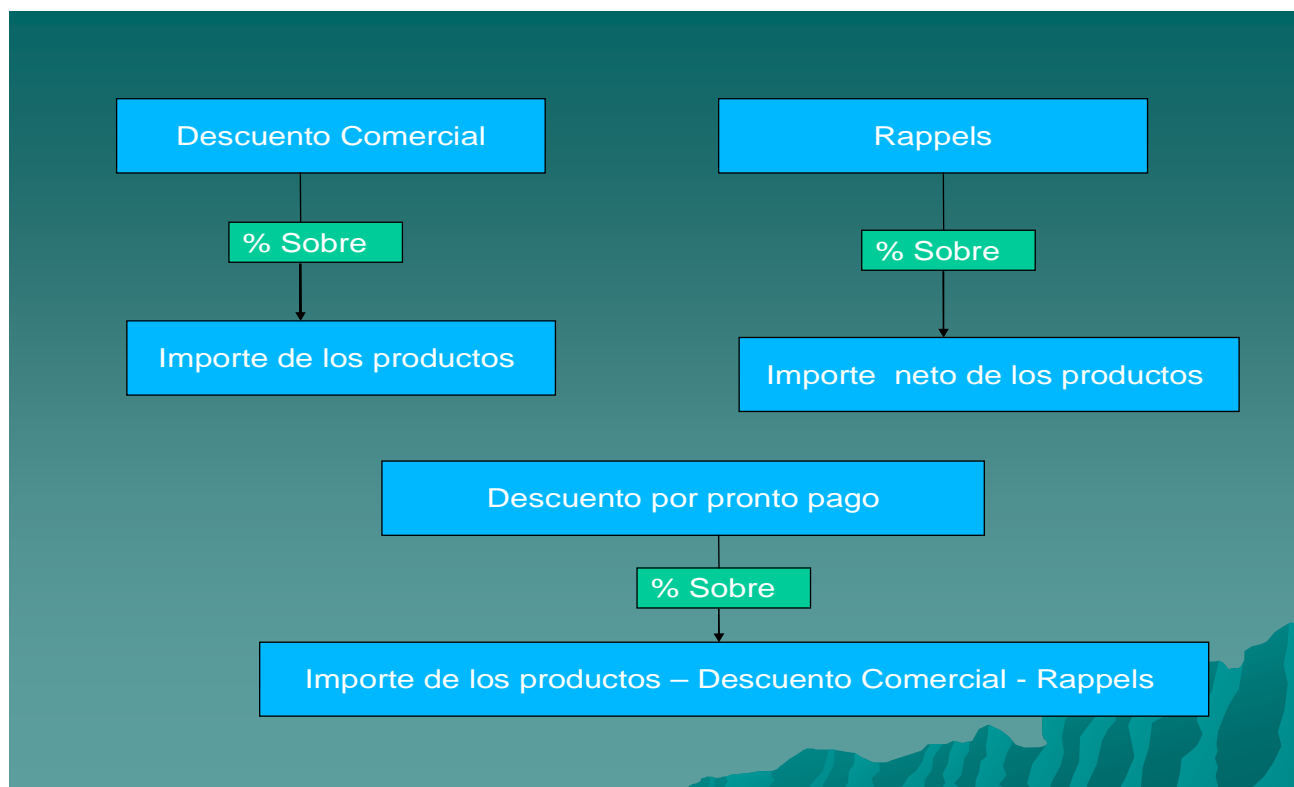 Descuento Comercial
Rappels
% Sobre
% Sobre
Importe de los productos
Importe neto de los productos
Descuento por pronto pago
% Sobre
Importe de los productos – Descuento Comercial - Rappels